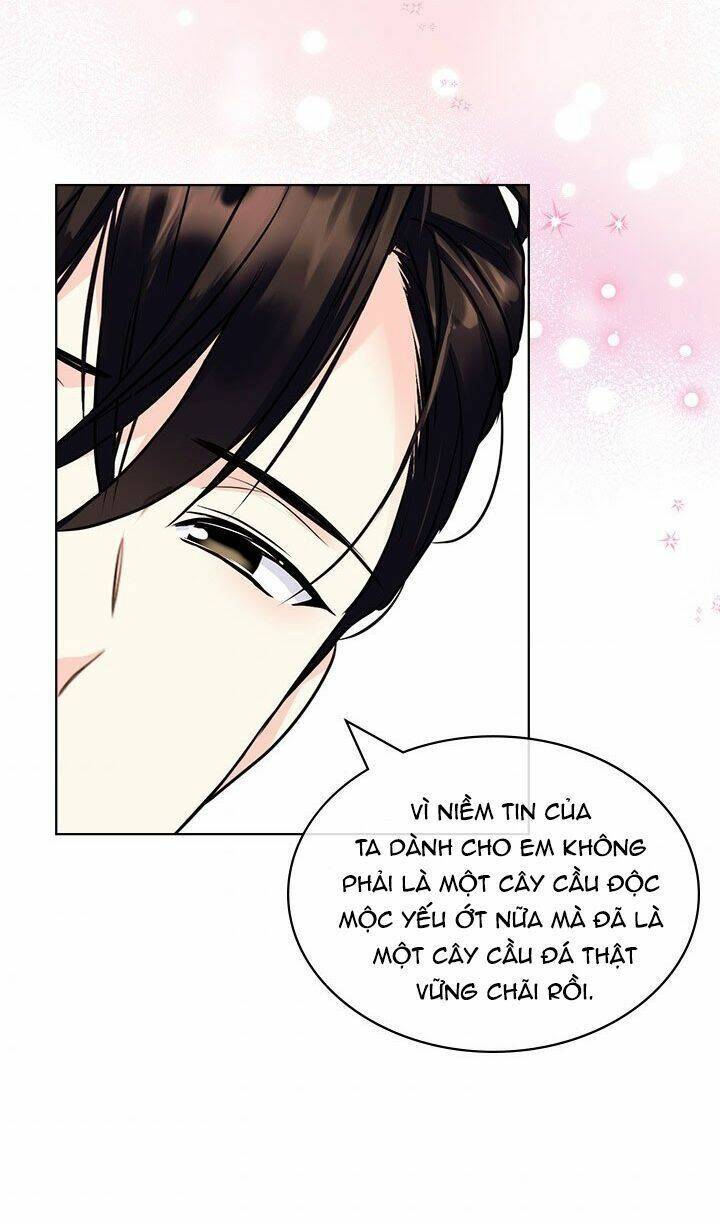 VÌ NIỀM TIN CỦA
TA DÀNH CHO EM KHÔNG
PHẢI LÀ MỘT CÂY CẦU ĐỘC
MỘC YẾU ỚT NỮA MÀ ĐÃ LÀ
MỘT CÂY CẦU ĐÁ THẬT
VỮNG CHÃI RỒI.